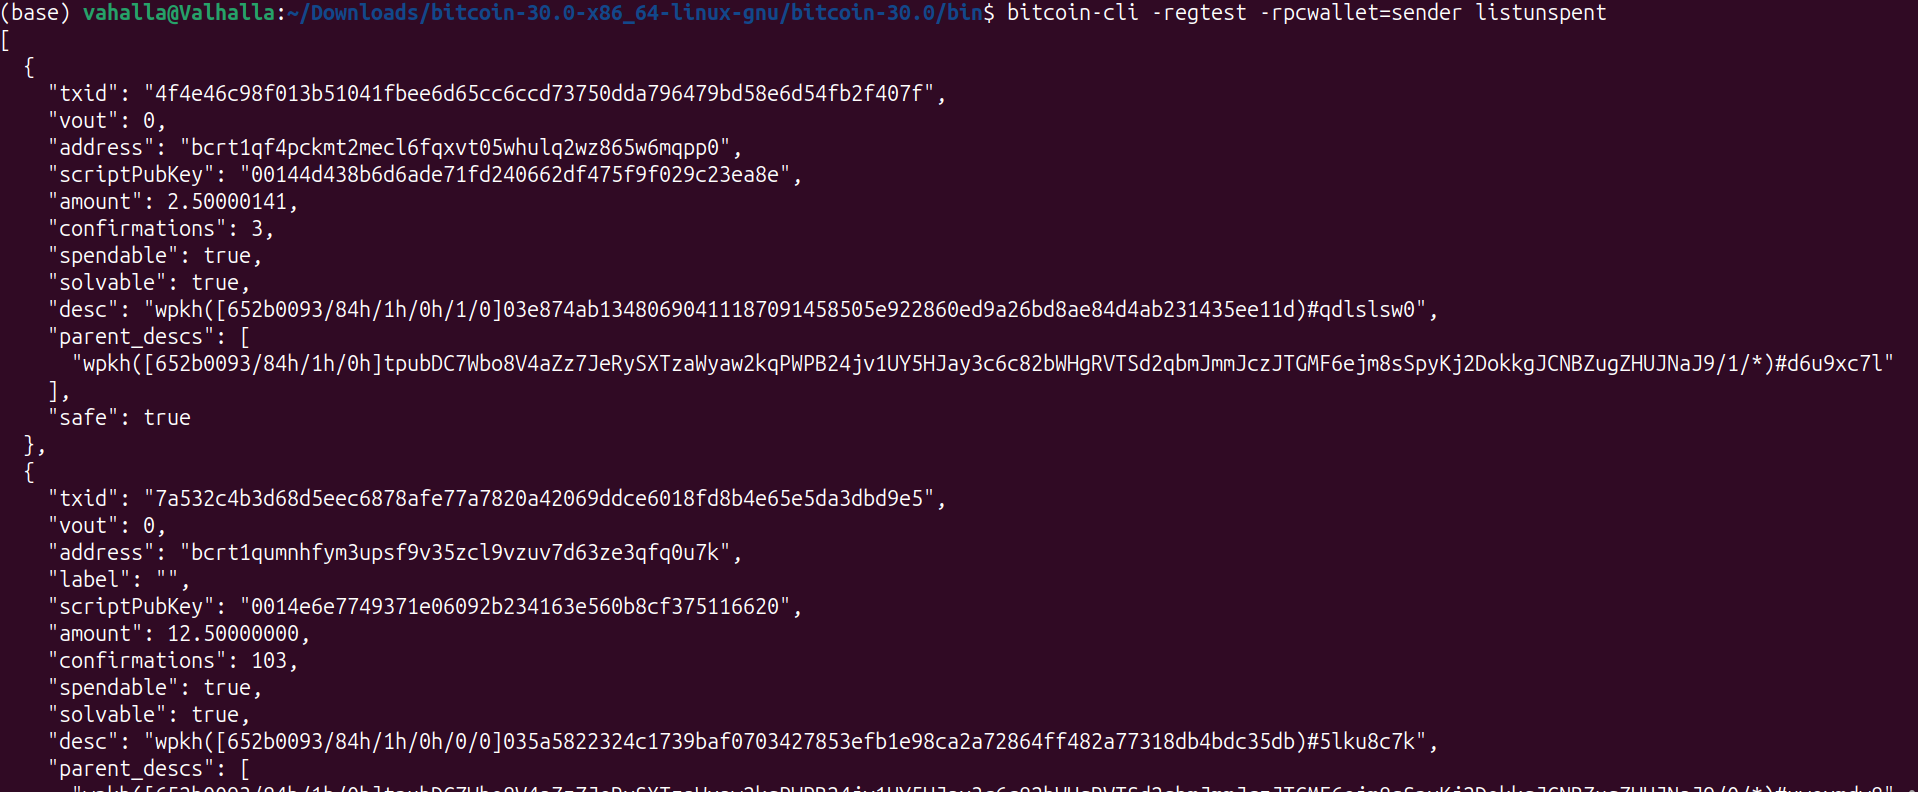 (base) vahalla@Valhalla:~/Downloads/bitcoin-30.0-x86_64-linux-gnu/bitcoin-30.0/bin$ bitcoin-cli -regtest -rpcwallet=sender listunspent
[
  {
    "txid": "4f4e46c98f013b51041fbee6d65cc6ccd73750dda796479bd58e6d54fb2f407f",
    "vout": 0,
    "address": "bcrt1qf4pckmt2mecl6fqxvt05whulq2wz865w6mqpp0",
    "scriptPubKey": "00144d438b6d6ade71fd240662df475f9f029c23ea8e",
    "amount": 2.50000141,
    "confirmations": 3,
    "spendable": true,
    "solvable": true,
    "desc": "wpkh([652b0093/84h/1h/0h/1/0]03e874ab13480690411187091458505e922860ed9a26bd8ae84d4ab231435ee11d)#qdlslsw0",
    "parent_descs": [
      "wpkh([652b0093/84h/1h/0h]tpubDC7Wbo8V4aZz7JeRySXTzaWyaw2kqPWPB24jv1UY5HJay3c6c82bWHgRVTSd2qbmJmmJczJTGMF6ejm8sSpyKj2DokkgJCNBZugZHUJNaJ9/1/*)#d6u9xc7l"
    ],
    "safe": true
  },
  {
    "txid": "7a532c4b3d68d5eec6878afe77a7820a42069ddce6018fd8b4e65e5da3dbd9e5",
    "vout": 0,
    "address": "bcrt1qumnhfym3upsf9v35zcl9vzuv7d63ze3qfq0u7k",
    "label": "",
    "scriptPubKey": "0014e6e7749371e06092b234163e560b8cf375116620",
    "amount": 12.50000000,
    "confirmations": 103,
    "spendable": true,
    "solvable": true,
    "desc": "wpkh([652b0093/84h/1h/0h/0/0]035a5822324c1739baf0703427853efb1e98ca2a72864ff482a77318db4bdc35db)#5lku8c7k",
    "parent_descs": [